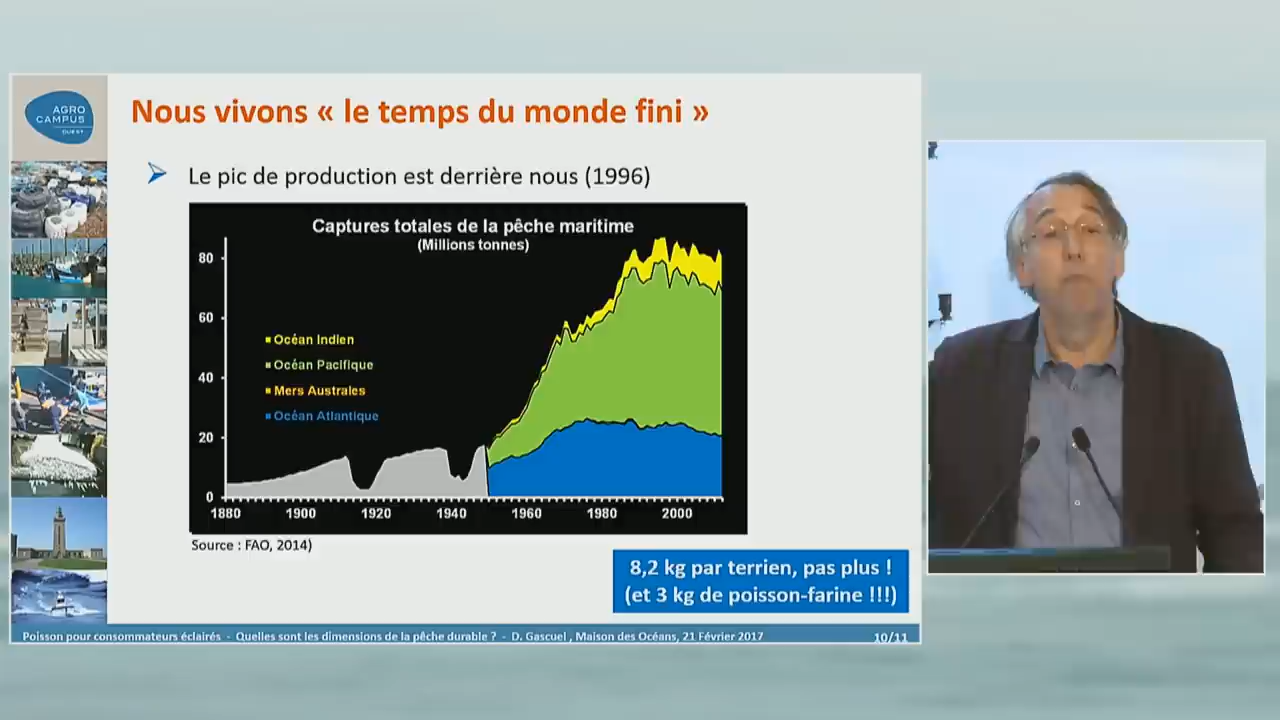 AGRO
CAMPUS
OUEST
Nous vivons « le temps du monde fini »
Le pic de production est derrière nous (1996)
Captures totales de la pêche maritime
(Millions tonnes)
80
60
40
20
0
Océan Indien
Océan Pacifique
Mers Australes
Océan Atlantique
1880 1900 1920 1940 1960 1980 2000
Source : FAO, 2014)
8,2 kg par terrien, pas plus !
(et 3 kg de poisson-farine !!!)
Poisson pour consommateurs éclairés - Quelles sont les dimensions de la pêche durable ? - D. Gascuel , Maison des Océans, 21 Février 2017 10/11